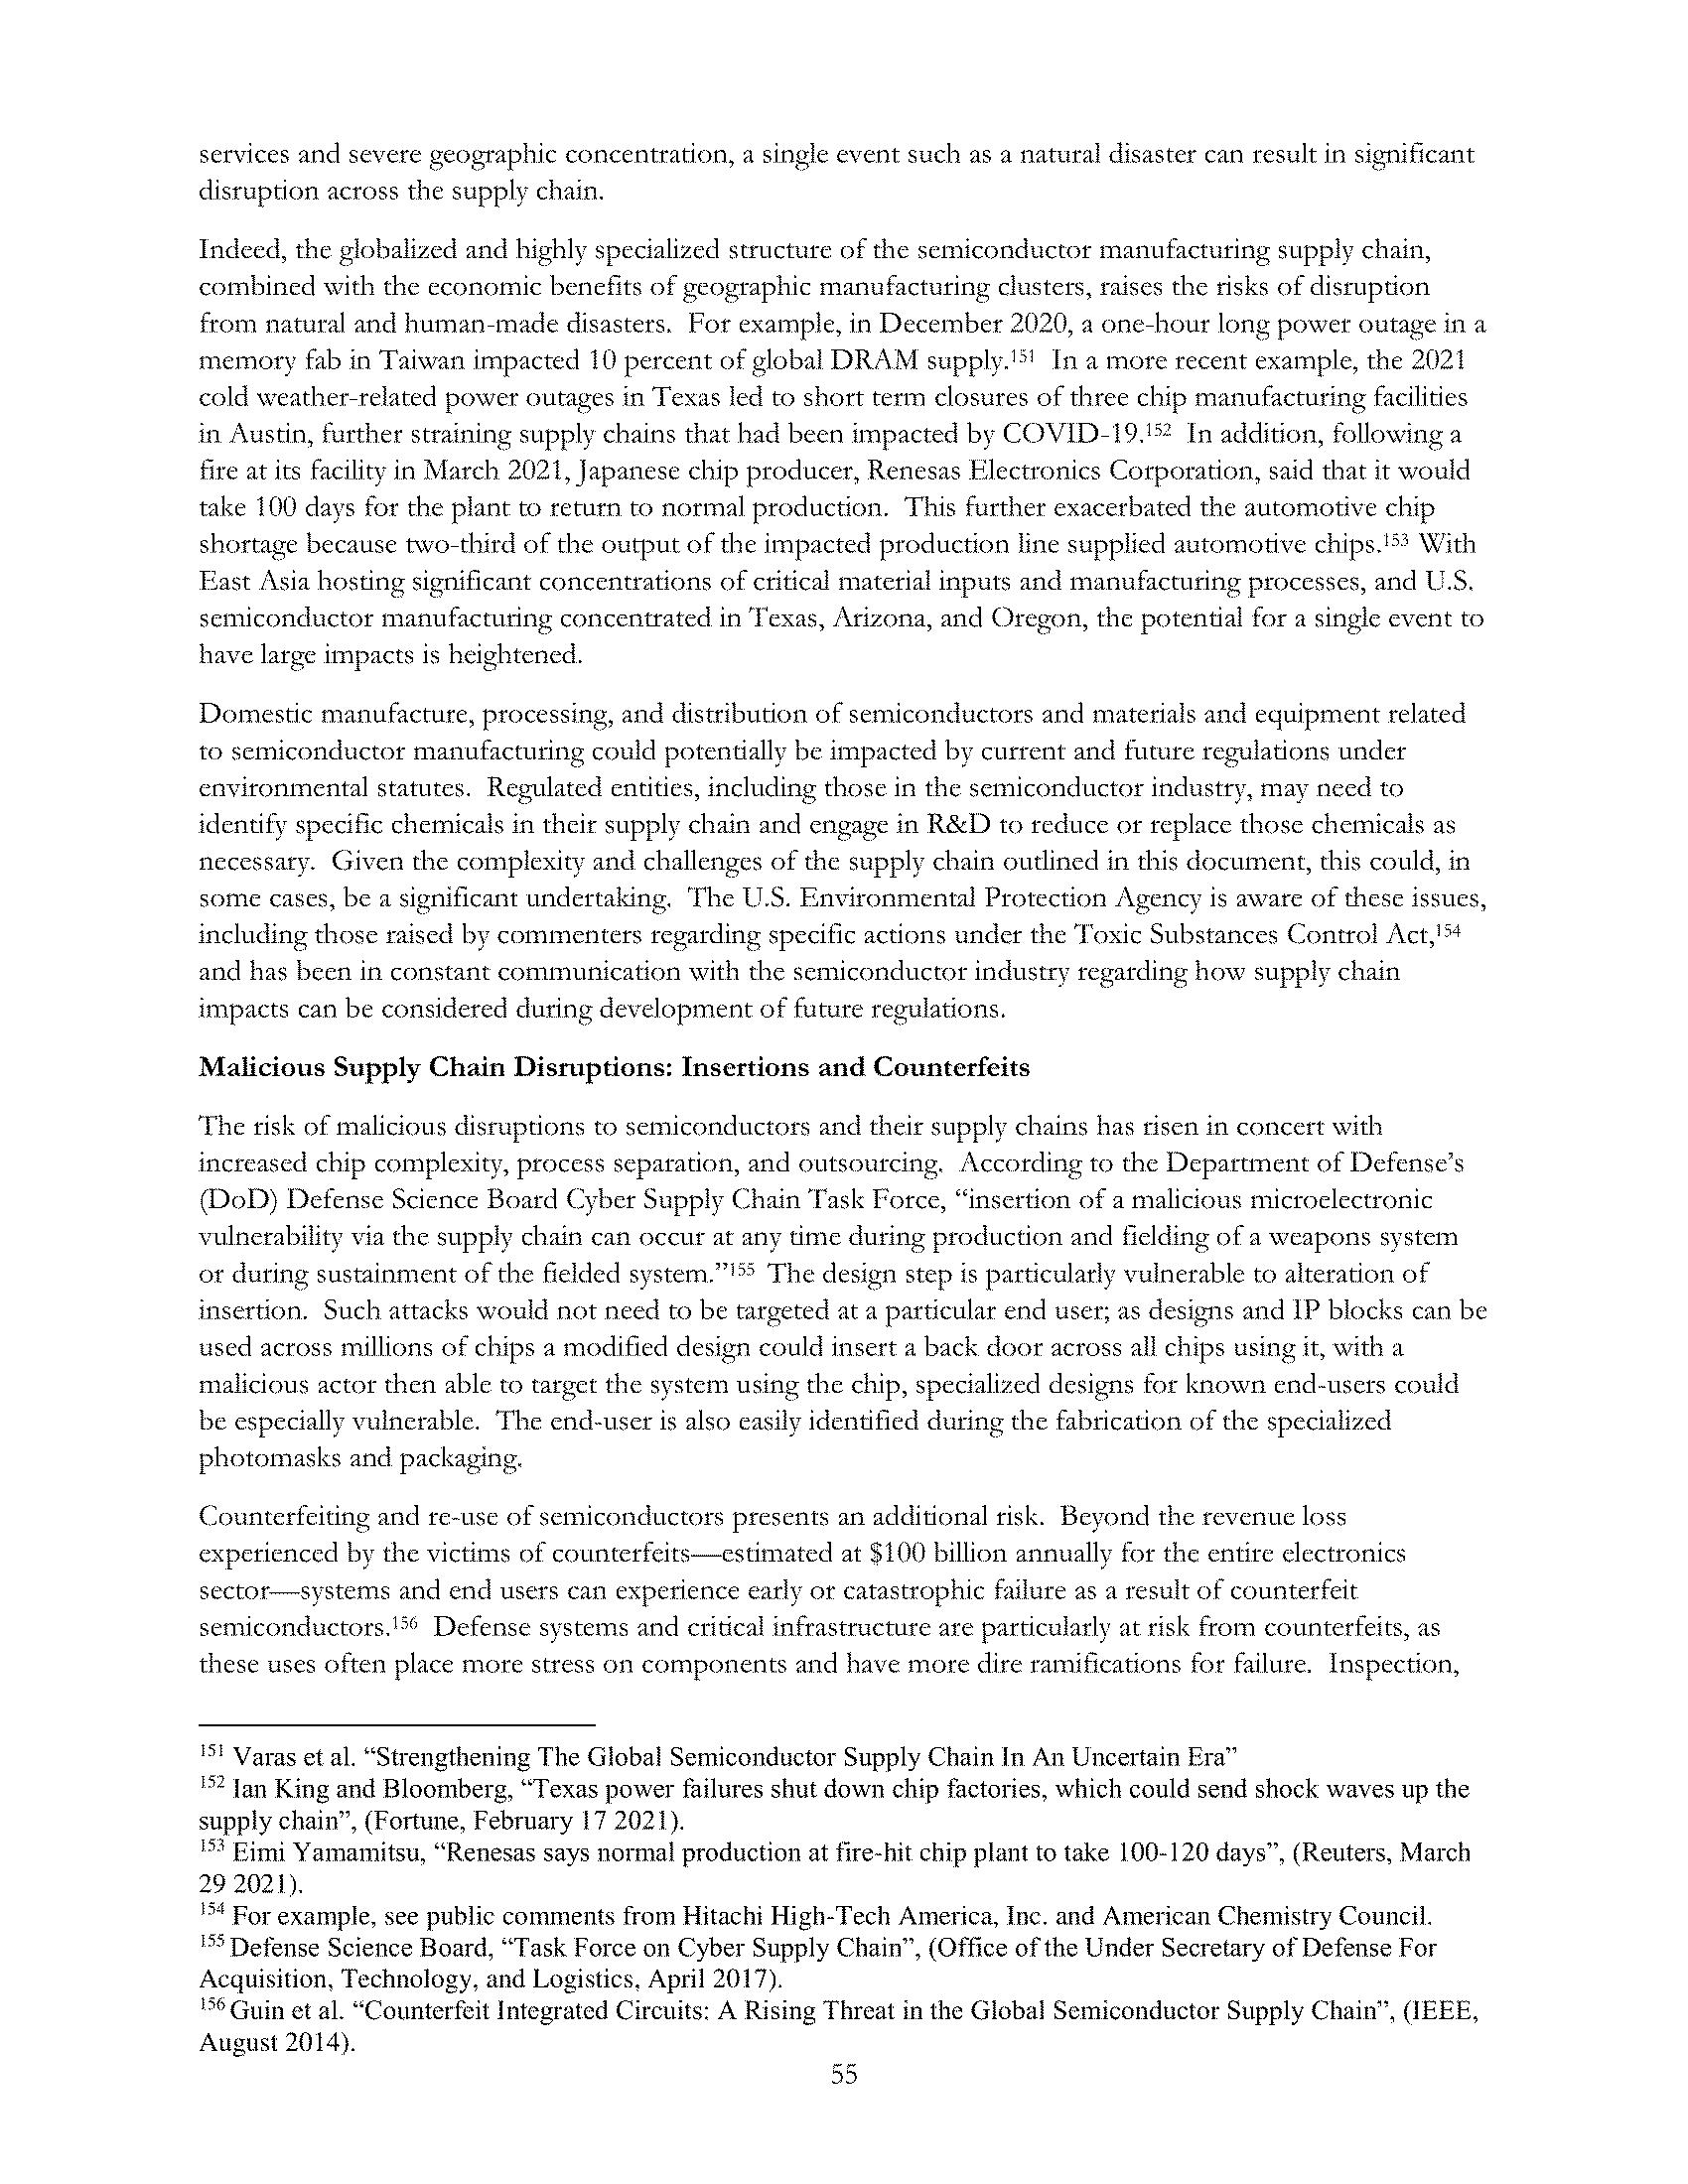 services and severe geographic concentration, a single event such as a natural disaster can result in significant
disruption across the supply chain.
Indeed, the globalized and highly specialized structure of the semiconductor manufacturing supply chain,
combined with the economic benefits of geographic manufacturing clusters, raises the risks of disruption
from natural and human-made disasters.  For example, in December 2020, a one-hour long power outage in a
memory fab in Taiwan impacted 10 percent of global DRAM supply.¹⁵¹  In a more recent example, the 2021
cold weather-related power outages in Texas led to short term closures of three chip manufacturing facilities
in Austin, further straining supply chains that had been impacted by COVID-19.¹⁵²  In addition, following a
fire at its facility in March 2021, Japanese chip producer, Renesas Electronics Corporation, said that it would
take 100 days for the plant to return to normal production.  This further exacerbated the automotive chip
shortage because two-third of the output of the impacted production line supplied automotive chips.¹⁵³ With
East Asia hosting significant concentrations of critical material inputs and manufacturing processes, and U.S.
semiconductor manufacturing concentrated in Texas, Arizona, and Oregon, the potential for a single event to
have large impacts is heightened.
Domestic manufacture, processing, and distribution of semiconductors and materials and equipment related
to semiconductor manufacturing could potentially be impacted by current and future regulations under
environmental statutes.  Regulated entities, including those in the semiconductor industry, may need to
identify specific chemicals in their supply chain and engage in R&D to reduce or replace those chemicals as
necessary.  Given the complexity and challenges of the supply chain outlined in this document, this could, in
some cases, be a significant undertaking.  The U.S. Environmental Protection Agency is aware of these issues,
including those raised by commenters regarding specific actions under the Toxic Substances Control Act,¹⁵⁴
and has been in constant communication with the semiconductor industry regarding how supply chain
impacts can be considered during development of future regulations.
Malicious Supply Chain Disruptions: Insertions and Counterfeits
The risk of malicious disruptions to semiconductors and their supply chains has risen in concert with
increased chip complexity, process separation, and outsourcing.  According to the Department of Defense’s
(DoD) Defense Science Board Cyber Supply Chain Task Force, “insertion of a malicious microelectronic
vulnerability via the supply chain can occur at any time during production and fielding of a weapons system
or during sustainment of the fielded system.”¹⁵⁵  The design step is particularly vulnerable to alteration of
insertion.  Such attacks would not need to be targeted at a particular end user; as designs and IP blocks can be
used across millions of chips a modified design could insert a back door across all chips using it, with a
malicious actor then able to target the system using the chip, specialized designs for known end-users could
be especially vulnerable.  The end-user is also easily identified during the fabrication of the specialized
photomasks and packaging.
Counterfeiting and re-use of semiconductors presents an additional risk.  Beyond the revenue loss
experienced by the victims of counterfeits—estimated at $100 billion annually for the entire electronics
sector—systems and end users can experience early or catastrophic failure as a result of counterfeit
semiconductors.¹⁵⁶  Defense systems and critical infrastructure are particularly at risk from counterfeits, as
these uses often place more stress on components and have more dire ramifications for failure.  Inspection,
¹⁵¹ Varas et al. “Strengthening The Global Semiconductor Supply Chain In An Uncertain Era”
¹⁵² Ian King and Bloomberg, “Texas power failures shut down chip factories, which could send shock waves up the
supply chain”, (Fortune, February 17 2021).
¹⁵³ Eimi Yamamitsu, “Renesas says normal production at fire-hit chip plant to take 100-120 days”, (Reuters, March
29 2021).
¹⁵⁴ For example, see public comments from Hitachi High-Tech America, Inc. and American Chemistry Council.
¹⁵⁵ Defense Science Board, “Task Force on Cyber Supply Chain”, (Office of the Under Secretary of Defense For
Acquisition, Technology, and Logistics, April 2017).
¹⁵⁶ Guin et al. “Counterfeit Integrated Circuits: A Rising Threat in the Global Semiconductor Supply Chain”, (IEEE,
August 2014).
55